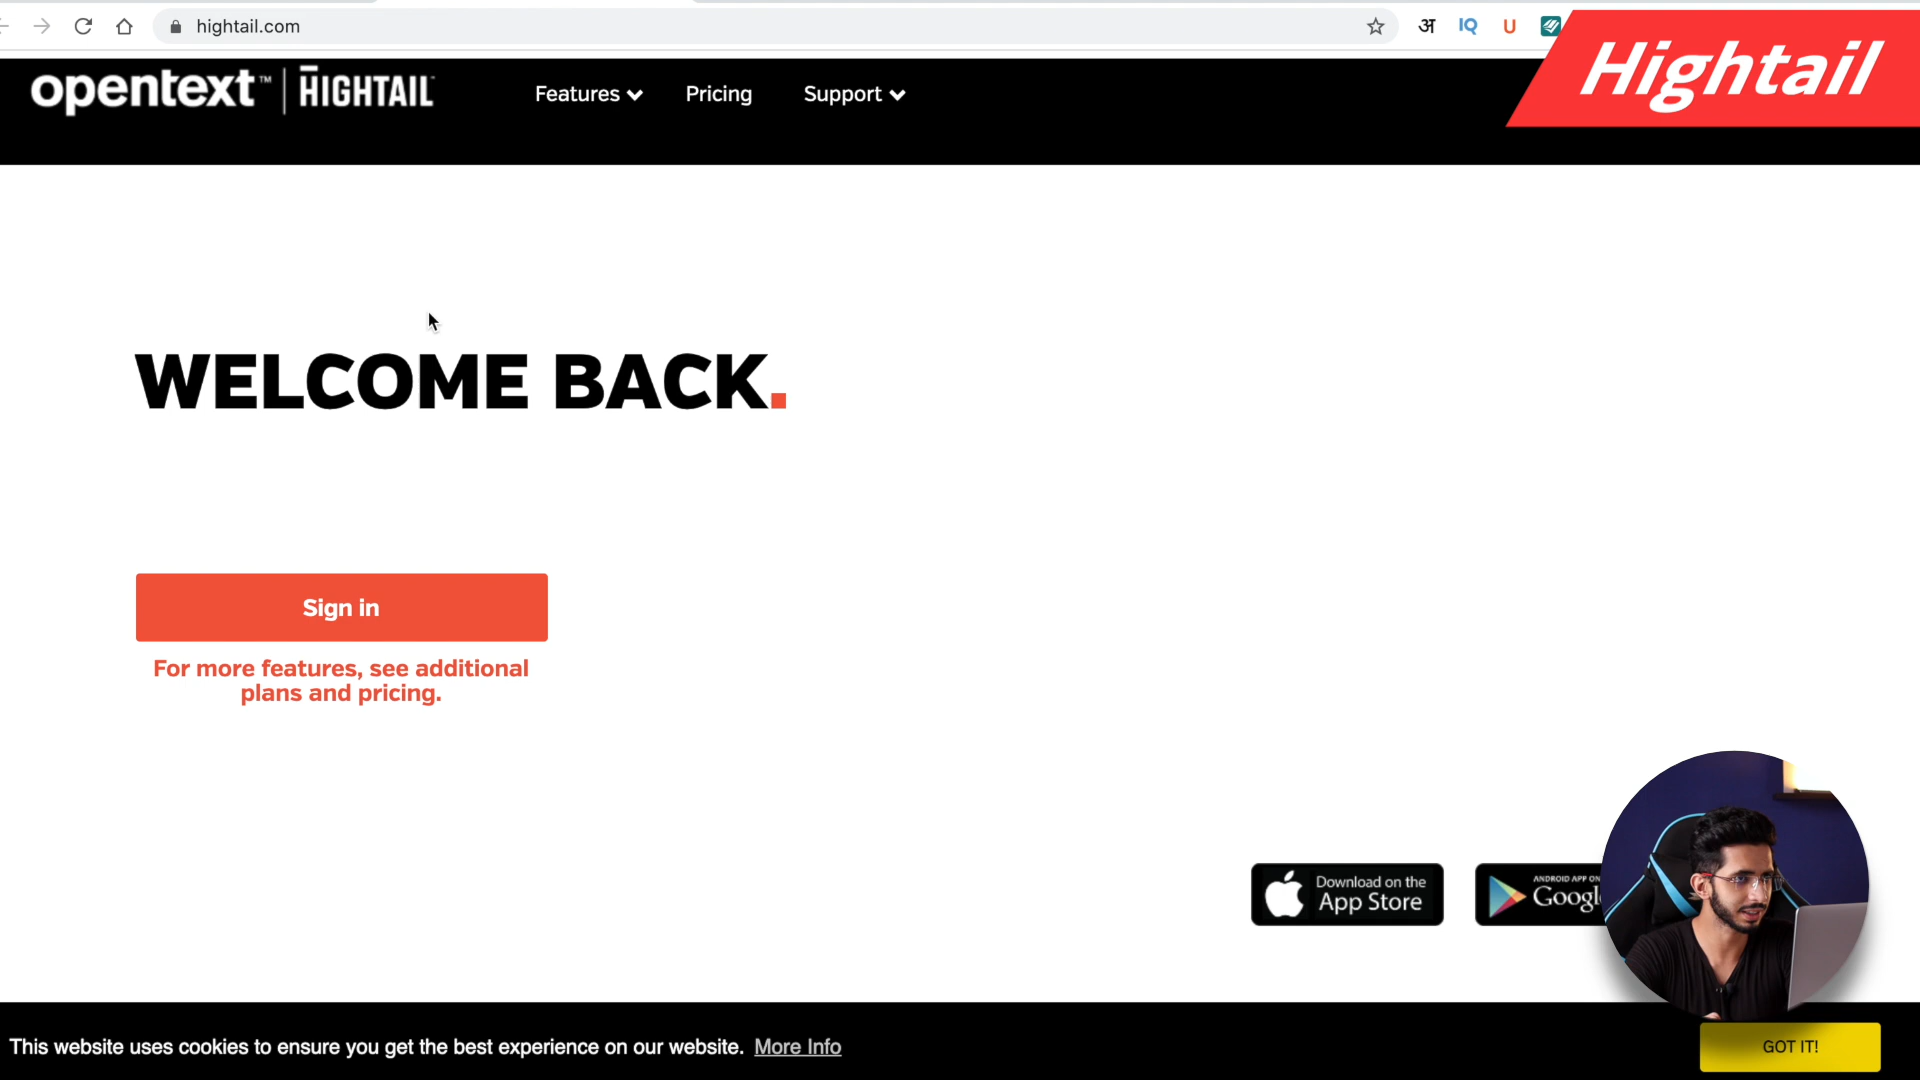 hightail.com
अ
IQ
U
Hightail
opentext™ | HIGHTAIL
Features
Pricing
Support
WELCOME BACK.
Sign in
For more features, see additional
plans and pricing.
Download on the
App Store
ANDROID APP ON
Googl
This website uses cookies to ensure you get the best experience on our website. More Info
GOT IT!